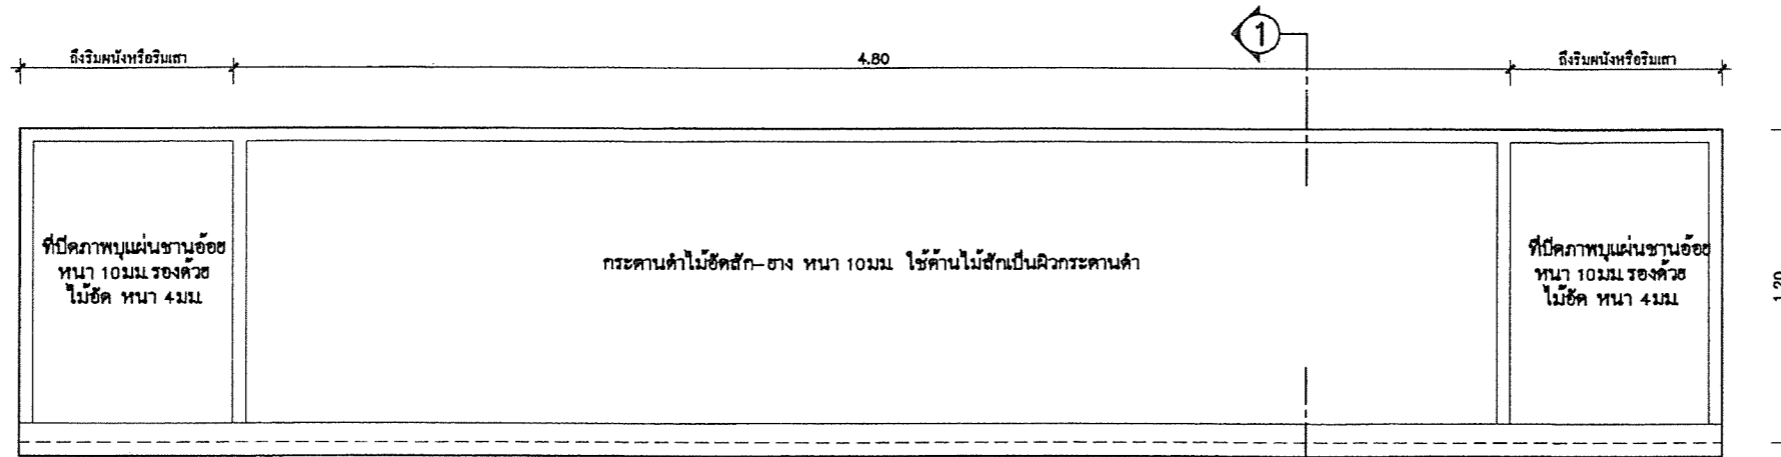 1
ถึงริมผนังหรือริมเสา
4.80
ถึงริมผนังหรือริมเสา
ที่ปิดภาพบุแผ่นชานอ้อย
หนา 10มม.รองด้วย
ไม้อัด หนา 4มม.
กระดานดำไม้อัดสัก-ยาง หนา 10มม. ใช้ด้านไม้สักเป็นผิวกระดานดำ
ที่ปิดภาพบุแผ่นชานอ้อย
หนา 10มม.รองด้วย
ไม้อัด หนา 4มม.
1.20